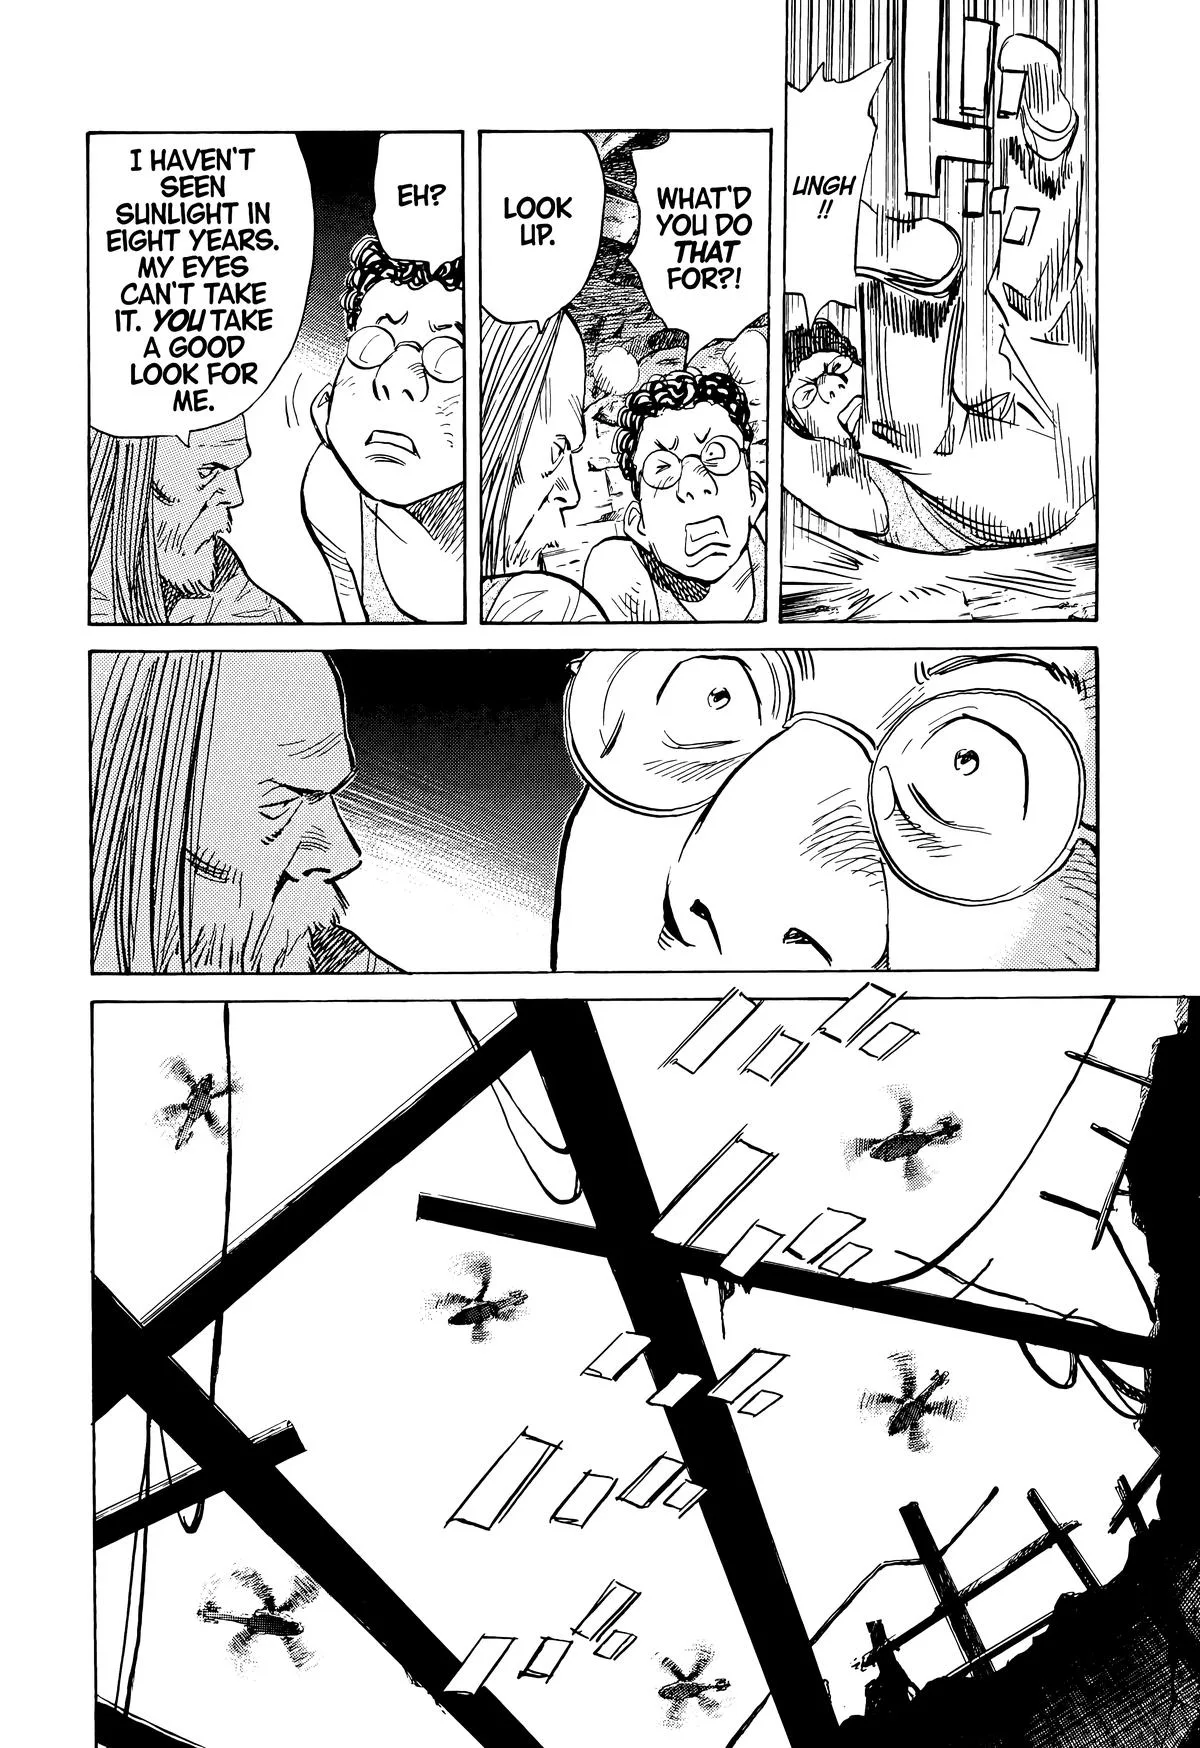 UNGH
!!
WHAT'D
YOU DO
THAT
FOR?!
LOOK
UP.
EH?
I HAVEN'T
SEEN
SUNLIGHT IN
EIGHT YEARS.
MY EYES
CAN'T TAKE
IT. YOU TAKE
A GOOD
LOOK FOR
ME.